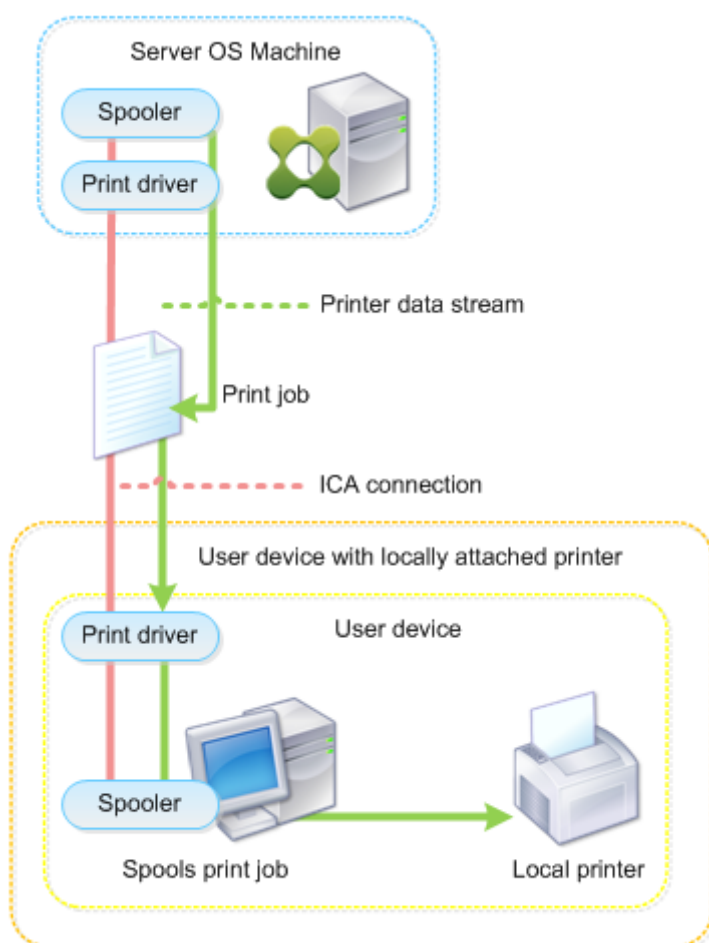 Server OS Machine
Spooler
Print driver
Printer data stream
Print job
ICA connection
User device with locally attached printer
Print driver
User device
Spooler
Spools print job
Local printer